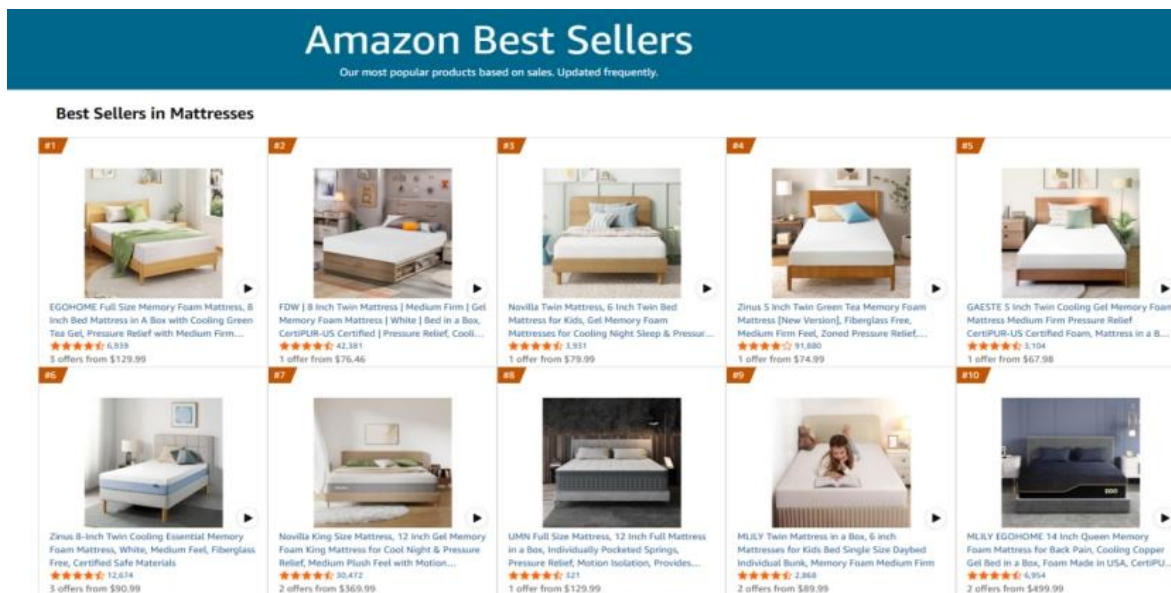 Amazon Best Sellers
Our most popular products based on sales. Updated frequently.
Best Sellers in Mattresses
#1
EGOHOME Full Size Memory Foam Mattress, 8
Inch Bed Mattress in A Box with Cooling Green
Tea Gel, Pressure Relief with Medium Firm...
6,939
3 offers from $129.99
#2
FDW | 8 Inch Twin Mattress | Medium Firm | Gel
Memory Foam Mattress | White | Bed in a Box,
CertiPUR-US Certified | Pressure Relief, Cooli...
42,381
1 offer from $76.46
#3
Novilla Twin Mattress, 6 Inch Twin Bed
Mattress for Kids, Gel Memory Foam
Mattresses for Cooling Night Sleep & Pressur...
3,931
1 offer from $79.99
#4
Zinus 5 Inch Twin Green Tea Memory Foam
Mattress [New Version], Fiberglass Free,
Medium Firm Feel, Zoned Pressure Relief,...
91,880
1 offer from $74.99
#5
GAESTE 5 Inch Twin Cooling Gel Memory Foam
Mattress Medium Firm Pressure Relief
CertiPUR-US Certified Foam, Mattress in a B...
3,104
1 offer from $67.98
#6
Zinus 8-Inch Twin Cooling Essential Memory
Foam Mattress, White, Medium Feel, Fiberglass
Free, Certified Safe Materials
12,674
3 offers from $90.99
#7
Novilla King Size Mattress, 12 Inch Gel Memory
Foam King Mattress for Cool Night & Pressure
Relief, Medium Plush Feel with Motion...
30,472
2 offers from $369.99
#8
UMN Full Size Mattress, 12 Inch Full Mattress
in a Box, Individually Pocketed Springs,
Pressure Relief, Motion Isolation, Provides...
321
1 offer from $129.99
#9
MLILY Twin Mattress in a Box, 6 inch
Mattresses for Kids Bed Single Size Daybed
Individual Bunk, Memory Foam Medium Firm
2,868
2 offers from $89.99
#10
MLILY EGOHOME 14 Inch Queen Memory
Foam Mattress for Back Pain, Cooling Copper
Gel Bed in a Box, Foam Made in USA, CertiPU...
6,954
2 offers from $499.99